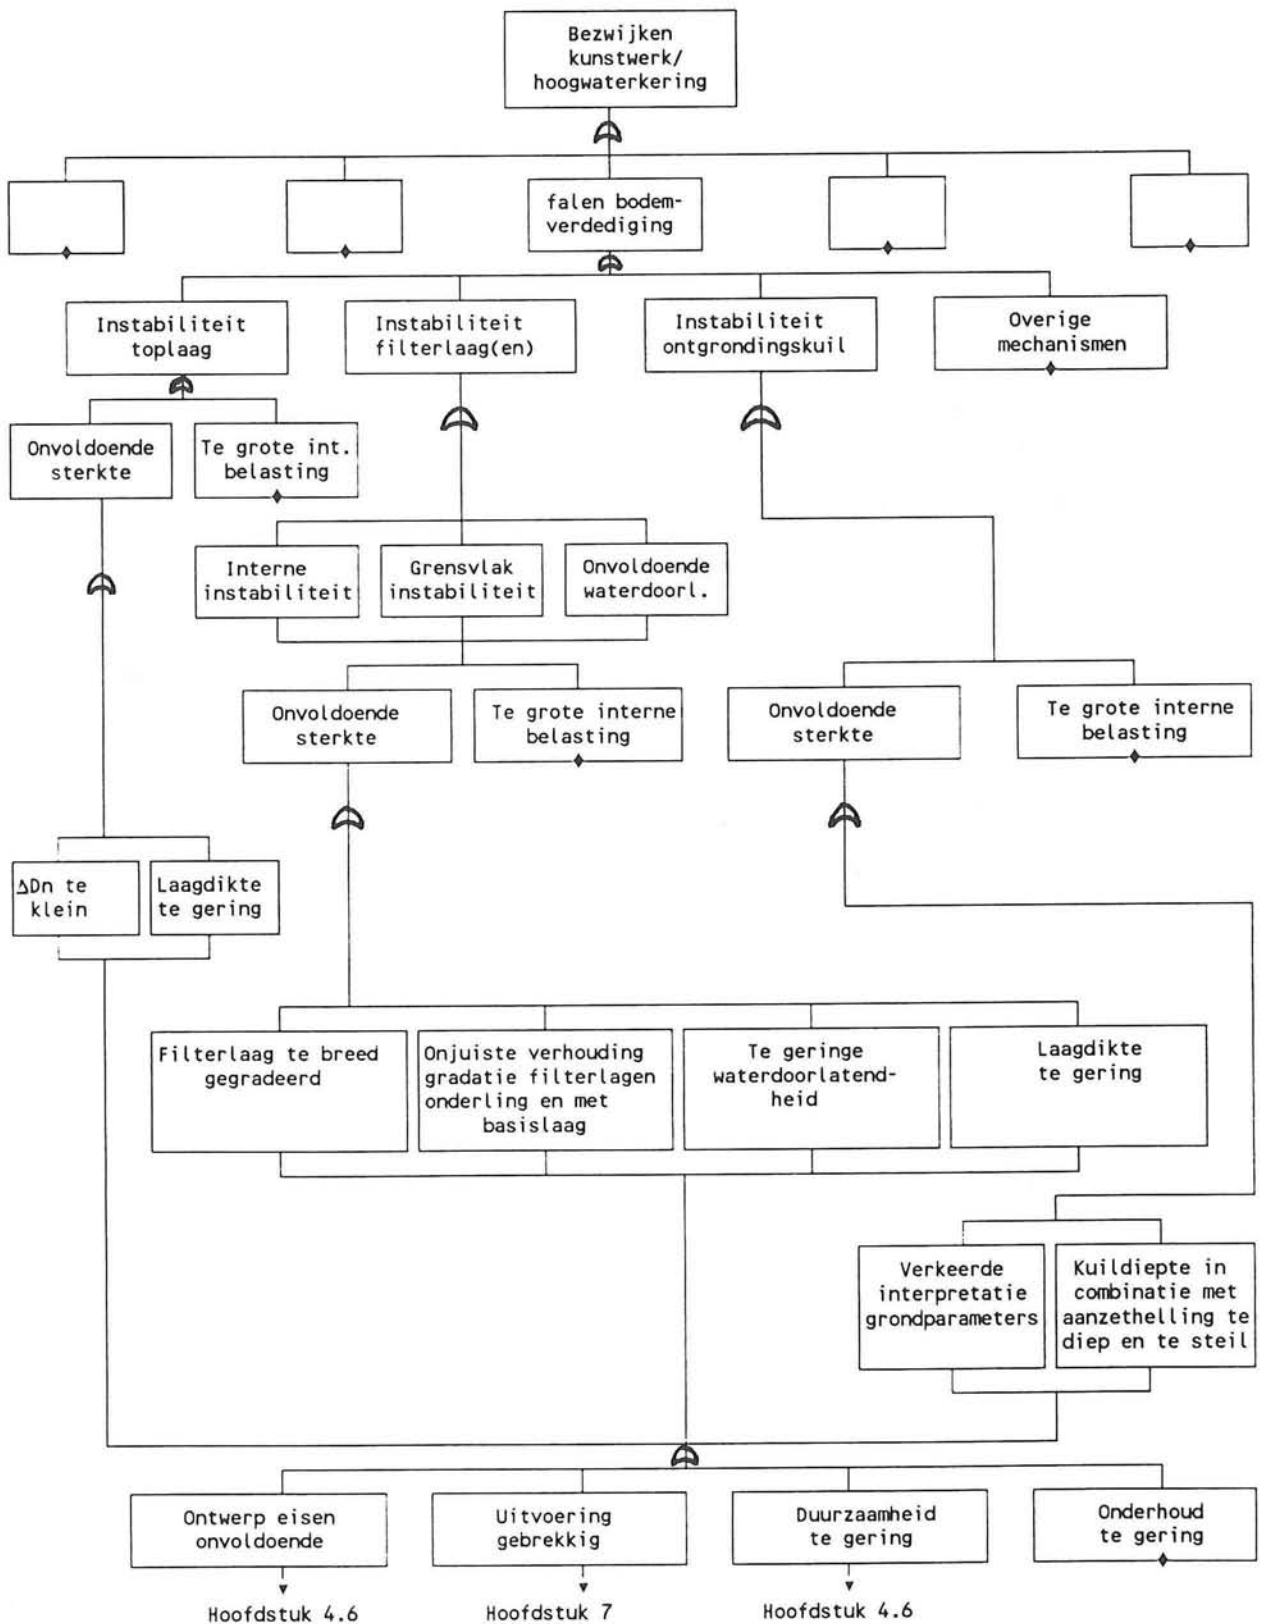 Bezwijken
kunstwerk/
hoogwaterkering
falen bodem-
verdediging
Instabiliteit
toplaag
Instabiliteit
filterlaag(en)
Instabiliteit
ontgrondingskuil
Overige
mechanismen
Onvoldoende
sterkte
Te grote int.
belasting
Interne
instabiliteit
Grensvlak
instabiliteit
Onvoldoende
waterdoorl.
Onvoldoende
sterkte
Te grote interne
belasting
Onvoldoende
sterkte
Te grote interne
belasting
ΔDn te
klein
Laagdikte
te gering
Filterlaag te breed
gegradeerd
Onjuiste verhouding
gradatie filterlagen
onderling en met
basislaag
Te geringe
waterdoorlatend-
heid
Laagdikte
te gering
Verkeerde
interpretatie
grondparameters
Kuildiepte in
combinatie met
aanzethelling te
diep en te steil
Ontwerp eisen
onvoldoende
Uitvoering
gebrekkig
Duurzaamheid
te gering
Onderhoud
te gering
Hoofdstuk 4.6
Hoofdstuk 7
Hoofdstuk 4.6